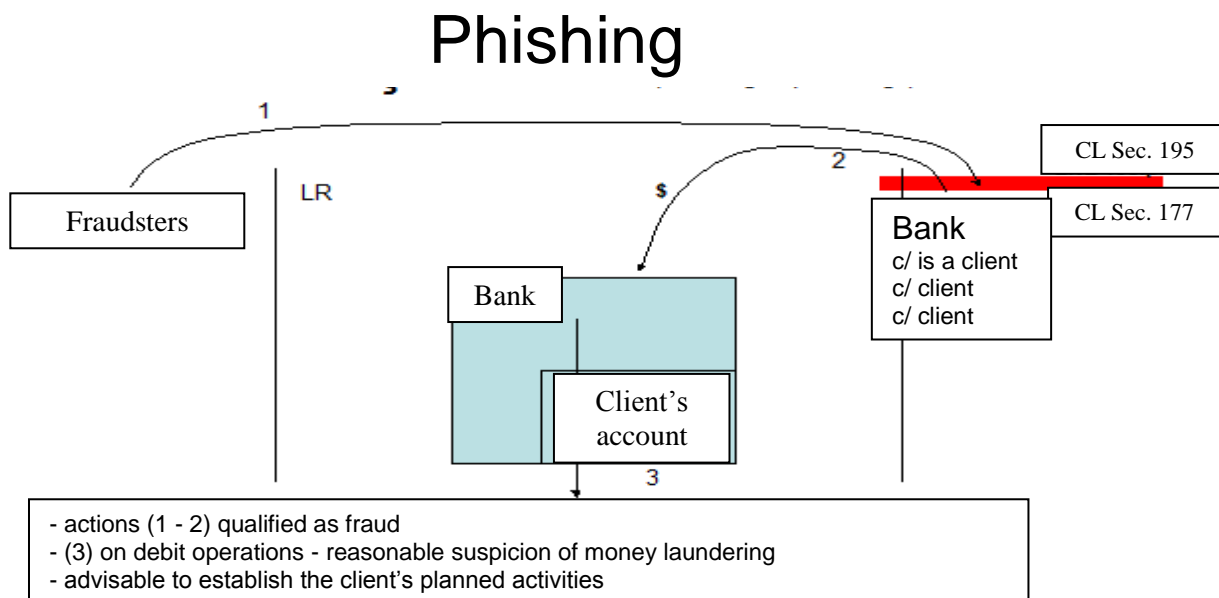 Phishing
1
CL Sec. 195
2
LR
$
Fraudsters
CL Sec. 177
Bank
c/ is a client
c/ client
c/ client
Bank
Client's
account
3
- actions (1 - 2) qualified as fraud
- (3) on debit operations - reasonable suspicion of money laundering
- advisable to establish the client's planned activities